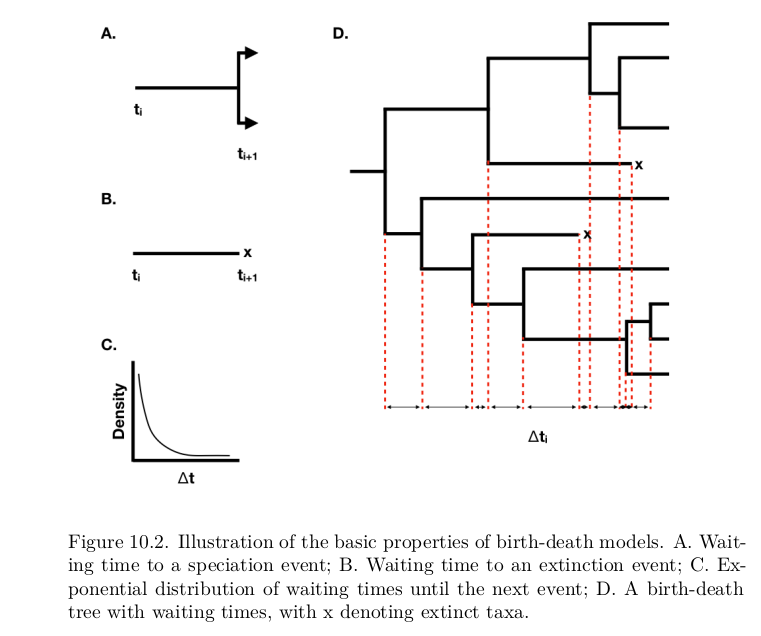 A.
D.
tᵢ
tᵢ₊₁
x
B.
x
x
tᵢ
tᵢ₊₁
C.
Density
Δt
Δtᵢ
Figure 10.2. Illustration of the basic properties of birth-death models. A. Wait-
ing time to a speciation event; B. Waiting time to an extinction event; C. Ex-
ponential distribution of waiting times until the next event; D. A birth-death
tree with waiting times, with x denoting extinct taxa.